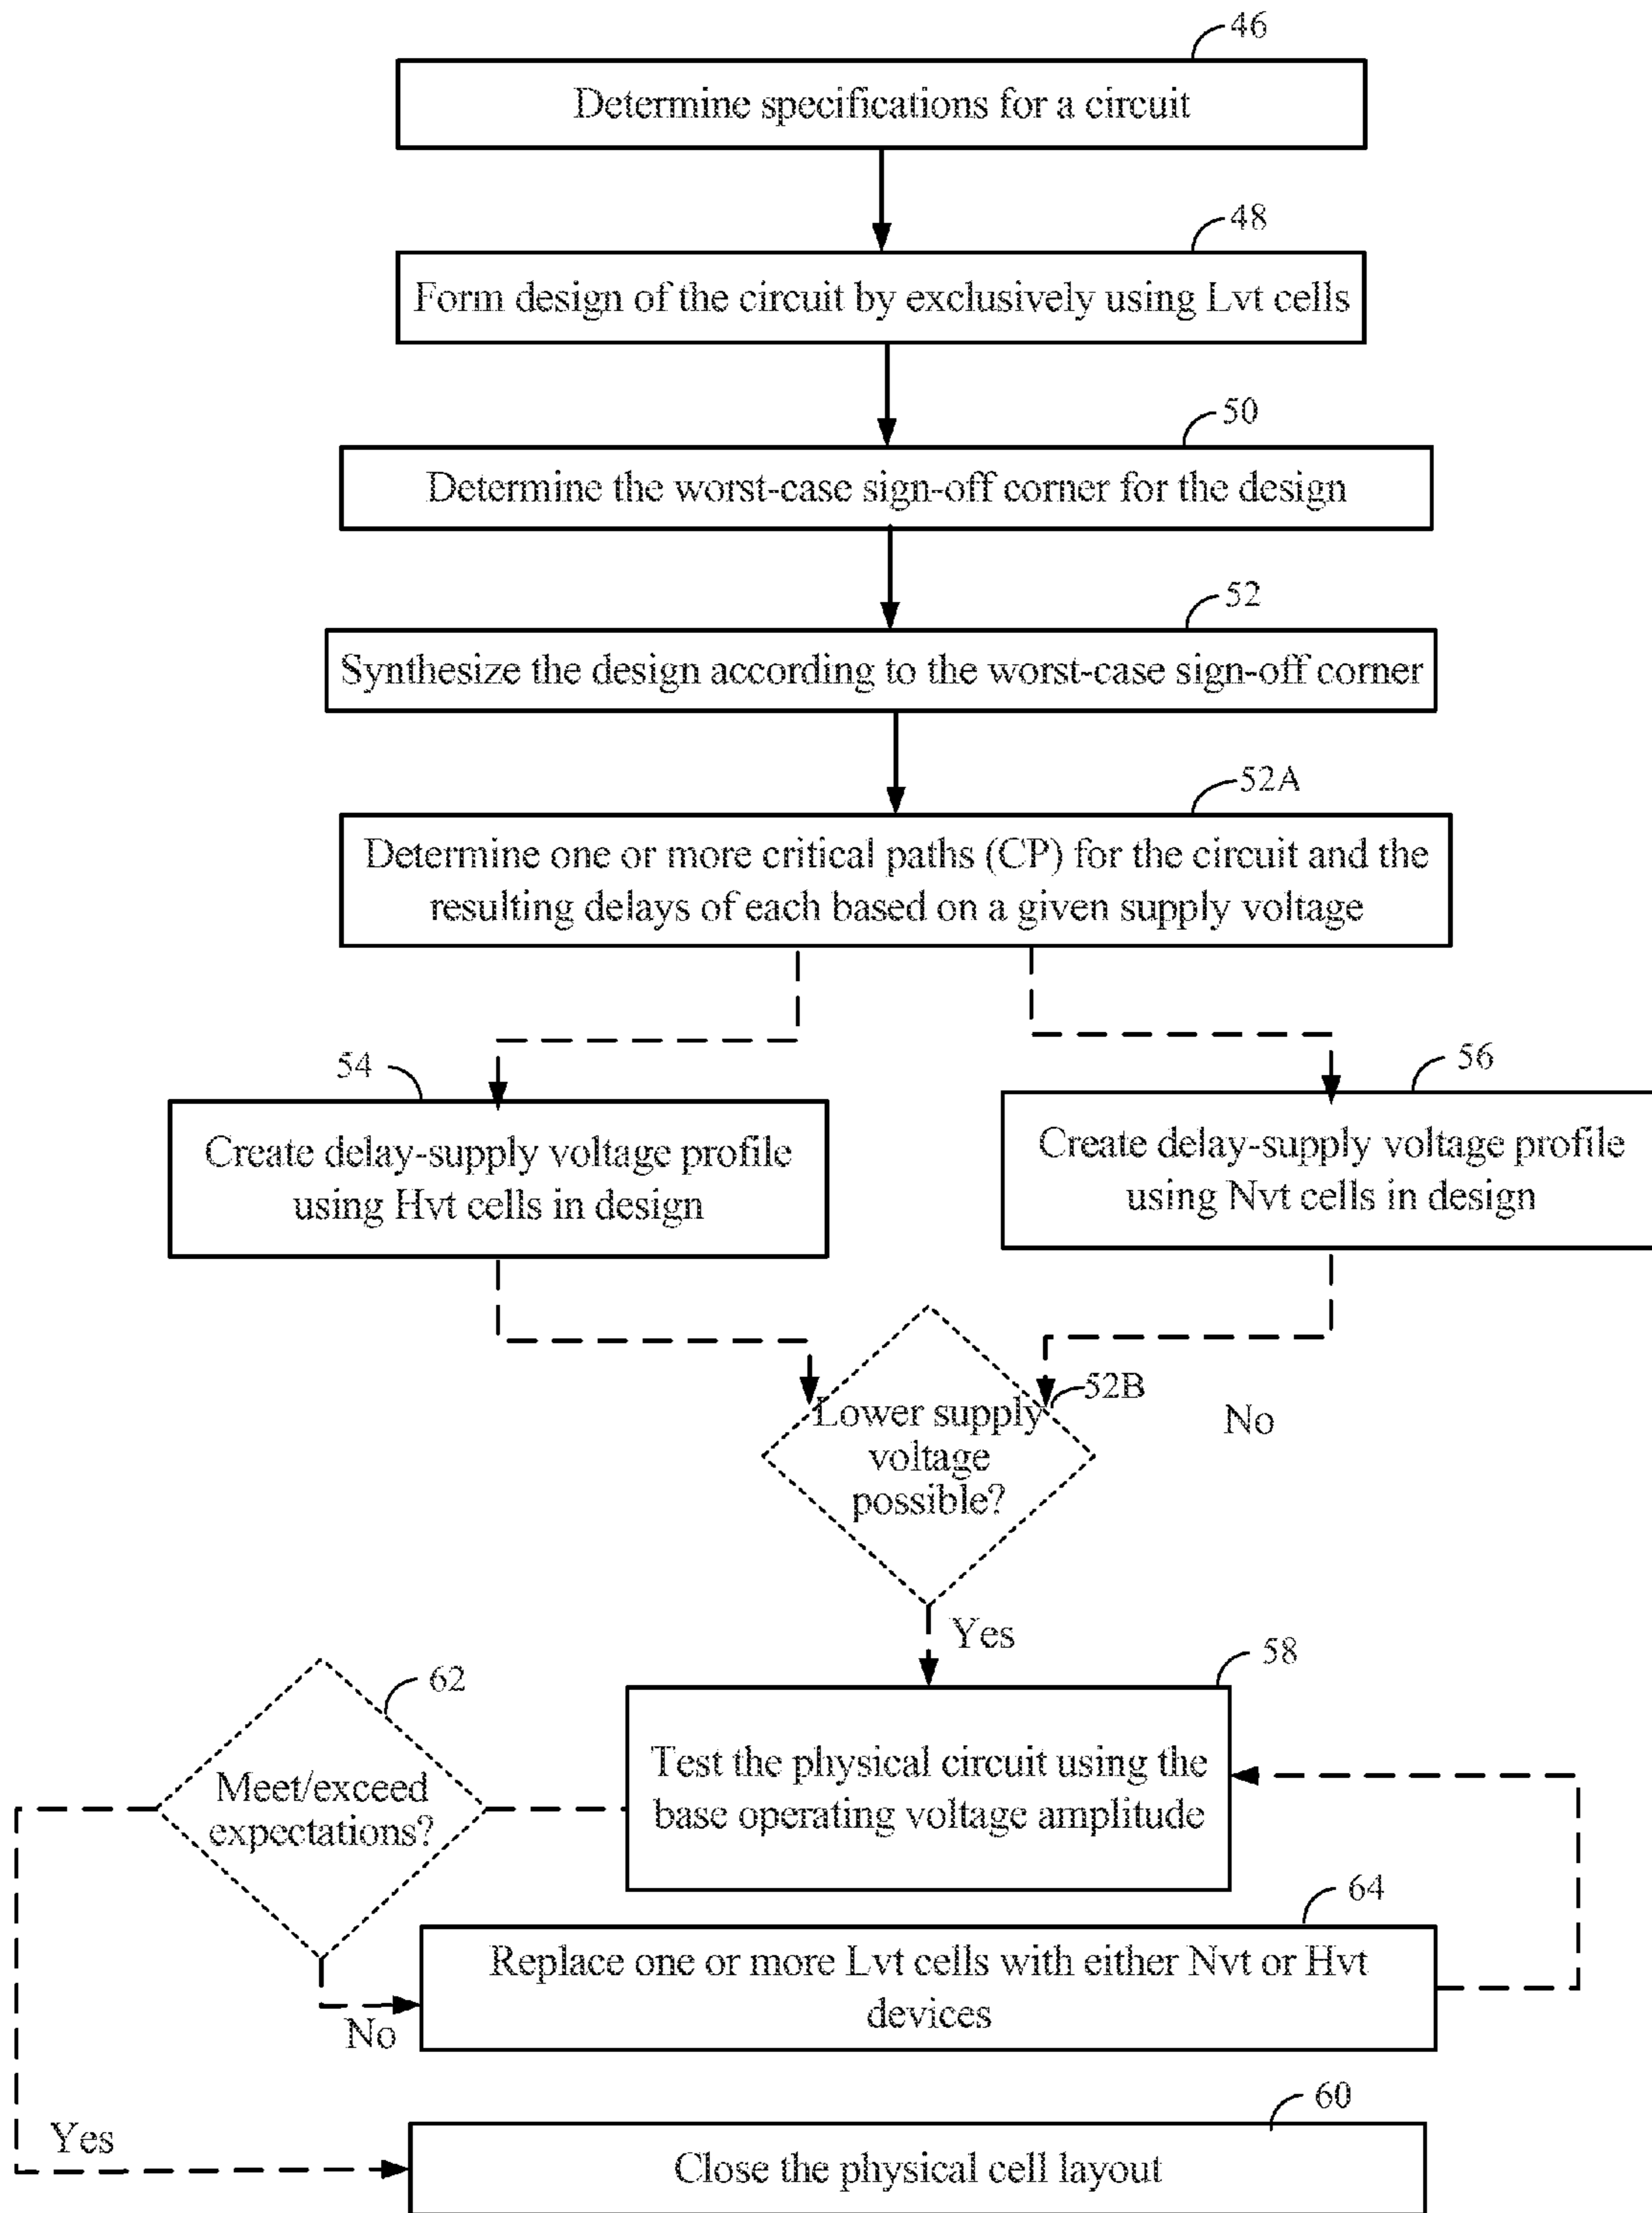 46
Determine specifications for a circuit
48
Form design of the circuit by exclusively using Lvt cells
50
Determine the worst-case sign-off corner for the design
52
Synthesize the design according to the worst-case sign-off corner
52A
Determine one or more critical paths (CP) for the circuit and the
resulting delays of each based on a given supply voltage
54
Create delay-supply voltage profile
using Hvt cells in design
56
Create delay-supply voltage profile
using Nvt cells in design
52B
Lower supply
voltage
possible?
No
Yes
58
Test the physical circuit using the
base operating voltage amplitude
62
Meet/exceed
expectations?
64
Replace one or more Lvt cells with either Nvt or Hvt
devices
No
60
Yes
Close the physical cell layout